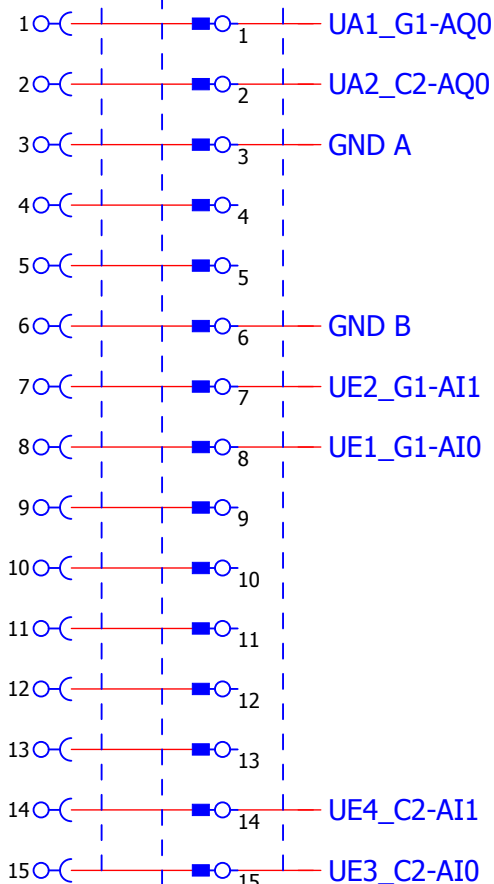 1 1 UA1_G1-AQ0
2 2 UA2_C2-AQ0
3 3 GND A
4 4
5 5
6 6 GND B
7 7 UE2_G1-AI1
8 8 UE1_G1-AI0
9 9
10 10
11 11
12 12
13 13
14 14 UE4_C2-AI1
15 15 UE3_C2-AI0